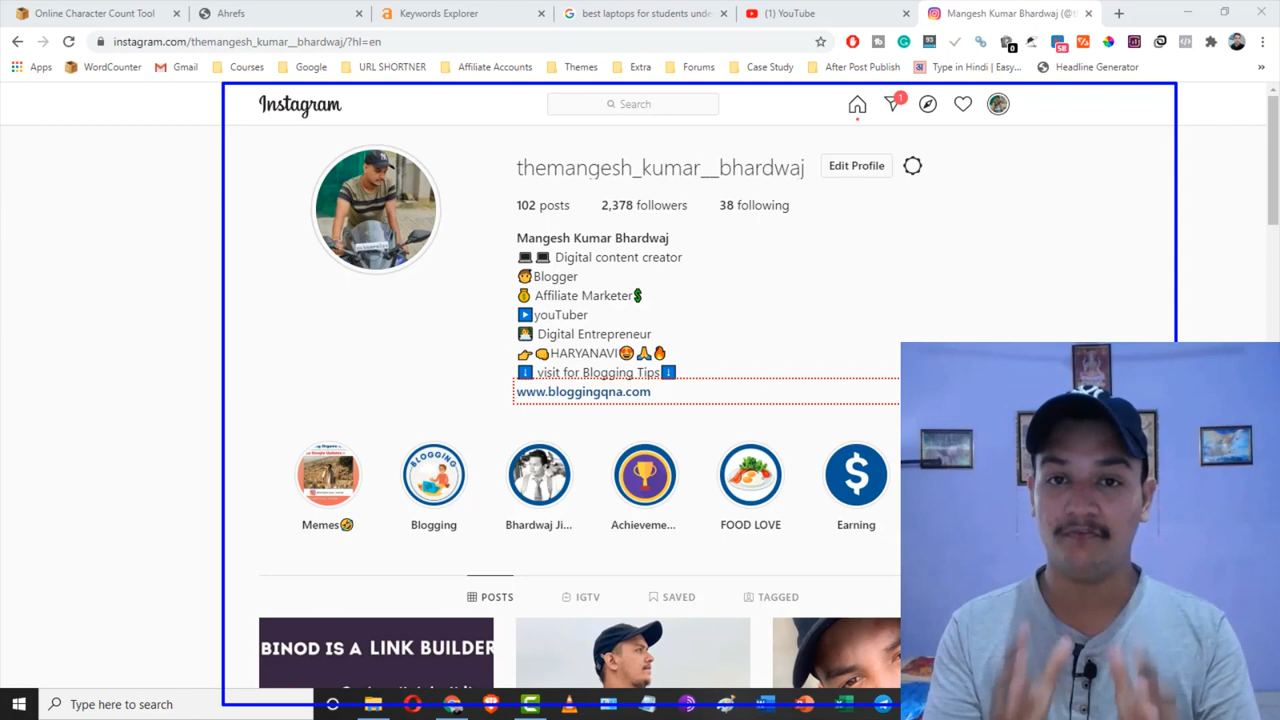 Online Character Count Tool
Ahrefs
Keywords Explorer
best laptops for students unde
(1) YouTube
Mangesh Kumar Bhardwaj (@t
instagram.com/themangesh_kumar__bhardwaj/?hl=en
Apps
WordCounter
Gmail
Courses
Google
URL SHORTNER
Affiliate Accounts
Themes
Extra
Forums
Case Study
After Post Publish
Type in Hindi | Easy...
Headline Generator
Instagram
Search
1
themangesh_kumar__bhardwaj
Edit Profile
102 posts 2,378 followers 38 following
Mangesh Kumar Bhardwaj
💻 💻 Digital content creator
🧒Blogger
💰 Affiliate Marketer💲
▶️youTuber
👨‍💻 Digital Entrepreneur
👉👊HARYANAVI😍🙏🔥
⬇️ visit for Blogging Tips⬇️
www.bloggingqna.com
BLOGGING
$
Memes🤣
Blogging
Bhardwaj Ji...
Achieveme...
FOOD LOVE
Earning
POSTS
IGTV
SAVED
TAGGED
BINOD IS A LINK BUILDER
Type here to search